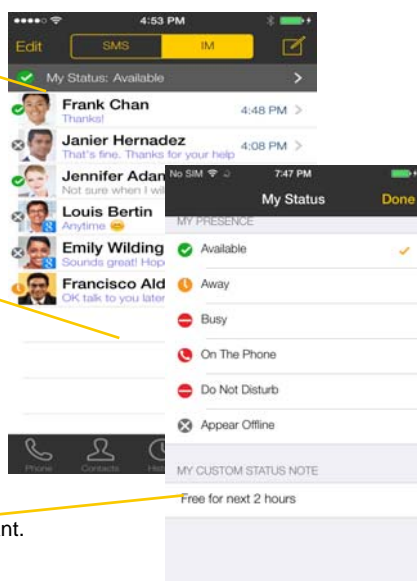 4:53 PM
Edit
SMS
IM
My Status: Available
Frank Chan
4:48 PM
Thanks!
Janier Hernadez
4:08 PM
That's fine. Thanks for your help
Jennifer Adam
Not sure when I wil
Louis Bertin
Anytime
Emily Wilding
Sounds great! Hop
Francisco Ald
OK talk to you later
Phone
Contacts
Hist
No SIM
7:47 PM
My Status
Done
MY PRESENCE
Available
Away
Busy
On The Phone
Do Not Disturb
Appear Offline
MY CUSTOM STATUS NOTE
Free for next 2 hours
nt.